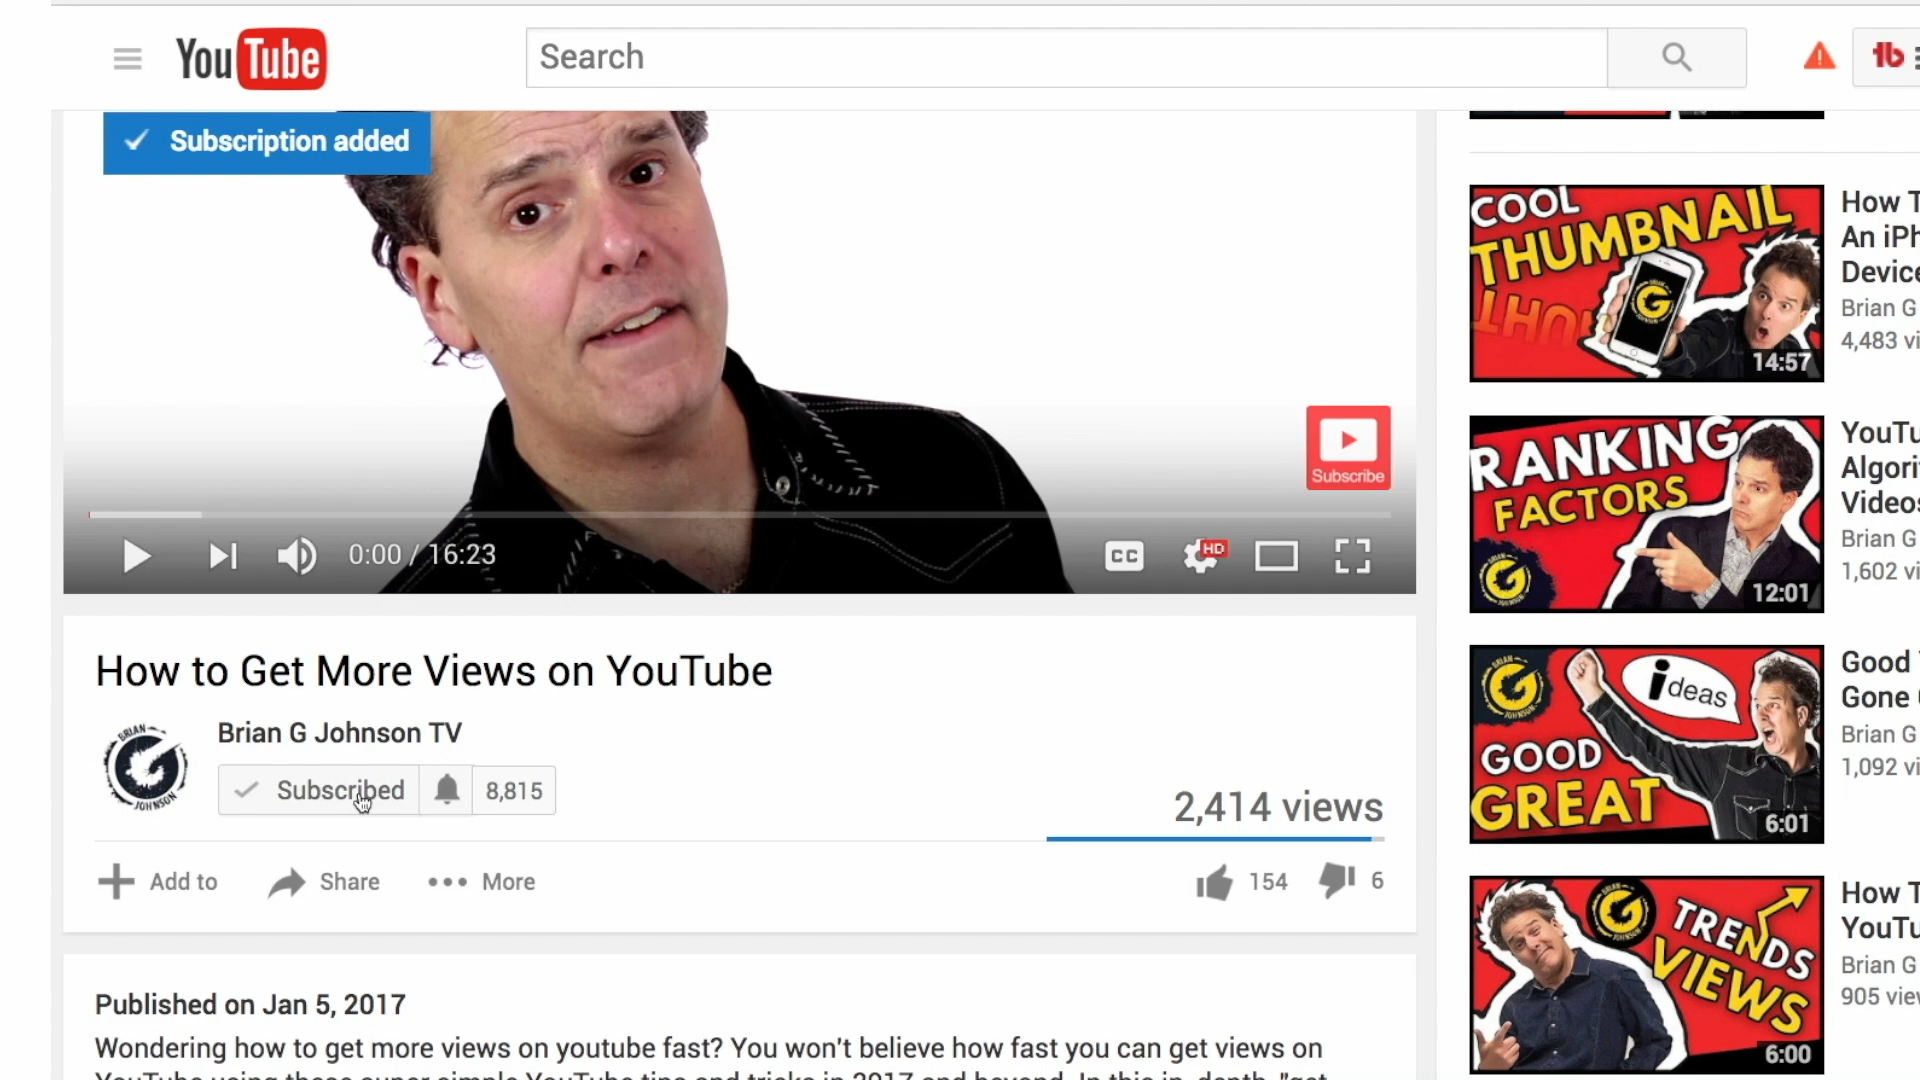 YouTube
Search
Subscription added
Subscribe
0:00 / 16:23
CC
HD
How to Get More Views on YouTube
BRIAN
JOHNSON
Brian G Johnson TV
Subscribed
8,815
2,414 views
Add to
Share
More
154
6
Published on Jan 5, 2017
Wondering how to get more views on youtube fast? You won't believe how fast you can get views on
COOL
THUMBNAIL
14:57
How T
An iPh
Device
Brian G
4,483 vi
RANKING
FACTORS
12:01
YouTu
Algorit
Videos
Brian G
1,602 vi
ideas
GOOD
GREAT
6:01
Good
Gone
Brian G
1,092 vi
TRENDS
VIEWS
6:00
How T
YouTu
Brian G
905 view